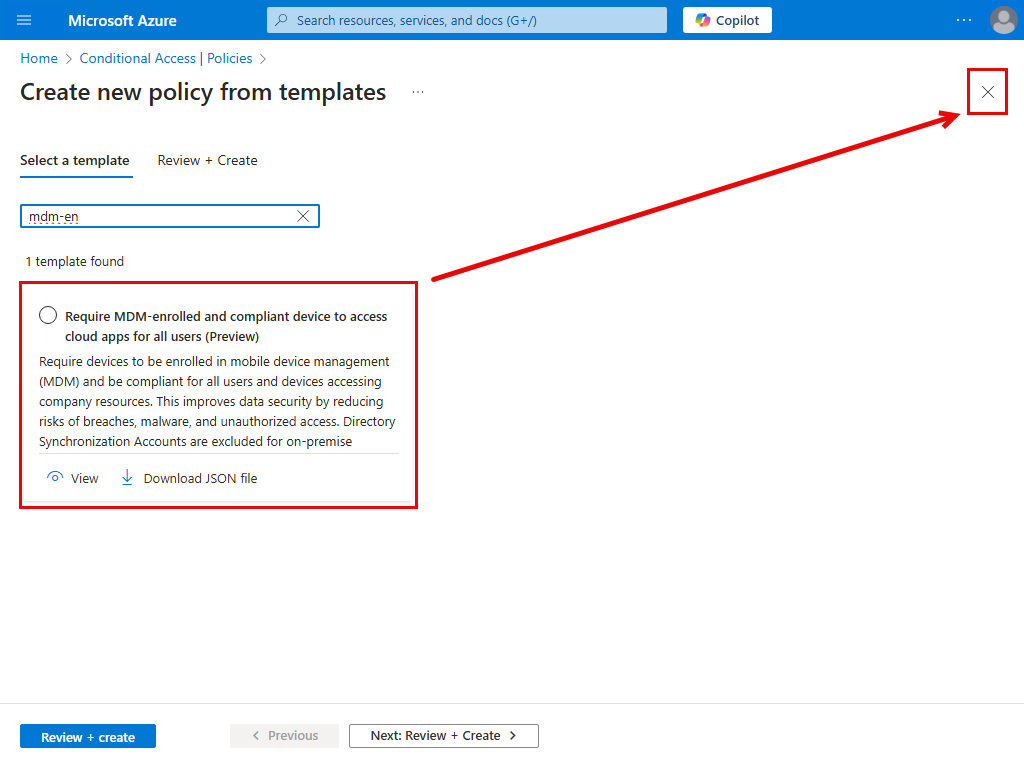 Microsoft Azure
Search resources, services, and docs (G+/)
Copilot
Home > Conditional Access | Policies >
Create new policy from templates ...
Select a template Review + Create
mdm-en
1 template found
Require MDM-enrolled and compliant device to access
cloud apps for all users (Preview)
Require devices to be enrolled in mobile device management
(MDM) and be compliant for all users and devices accessing
company resources. This improves data security by reducing
risks of breaches, malware, and unauthorized access. Directory
Synchronization Accounts are excluded for on-premise
View Download JSON file
Review + create < Previous Next: Review + Create >